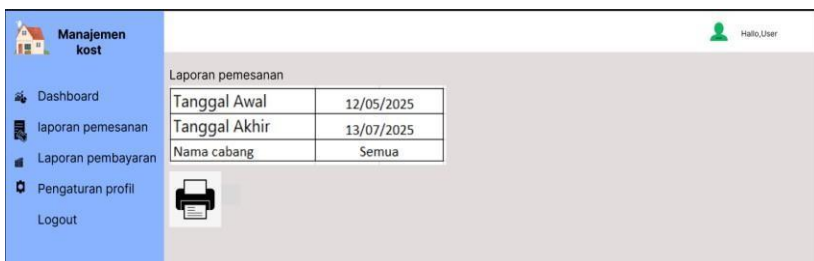 Manajemen
kost
Hallo,User
Dashboard
laporan pemesanan
Laporan pembayaran
Pengaturan profil
Logout
Laporan pemesanan
Tanggal Awal 12/05/2025
Tanggal Akhir 13/07/2025
Nama cabang Semua